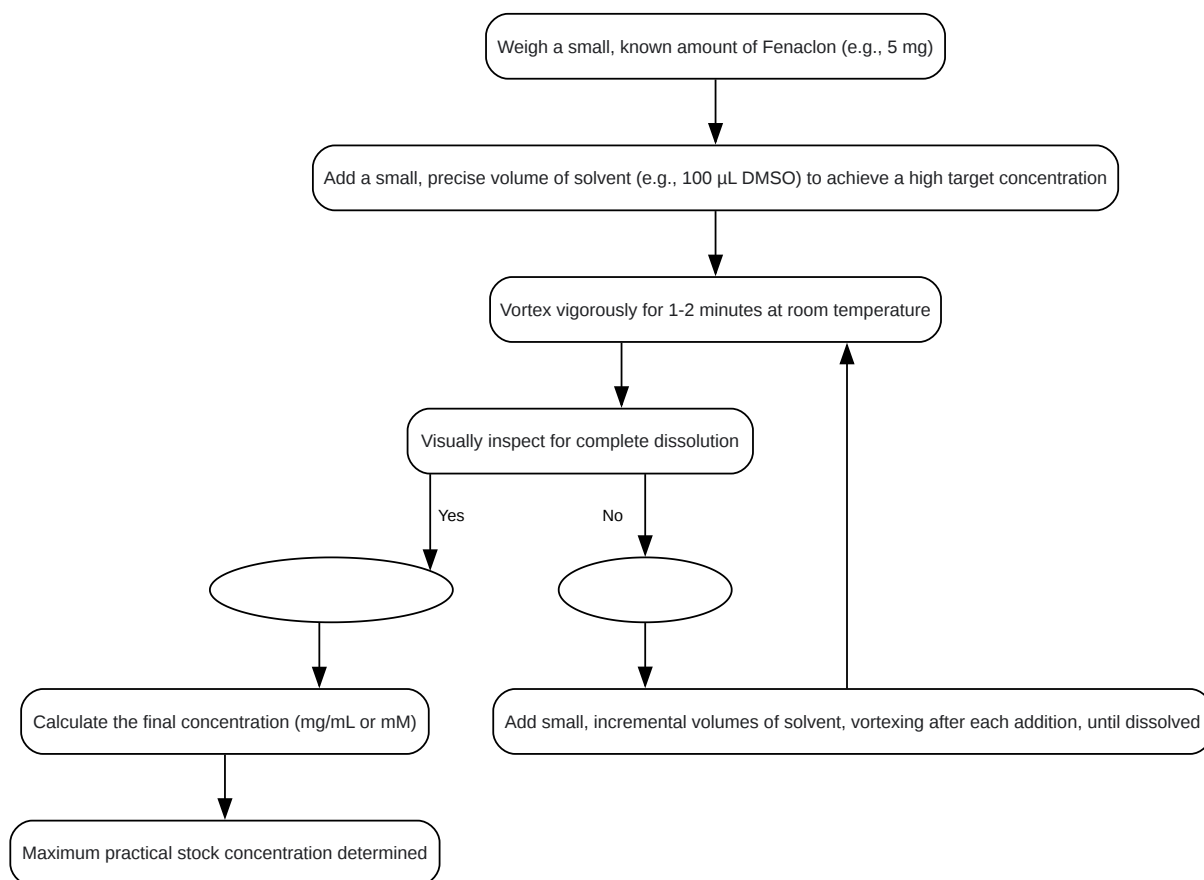 Weigh a small, known amount of Fenaclon (e.g., 5 mg)
Add a small, precise volume of solvent (e.g., 100 µL DMSO) to achieve a high target concentration
Vortex vigorously for 1-2 minutes at room temperature
Visually inspect for complete dissolution
Yes
No
Calculate the final concentration (mg/mL or mM)
Add small, incremental volumes of solvent, vortexing after each addition, until dissolved
Maximum practical stock concentration determined